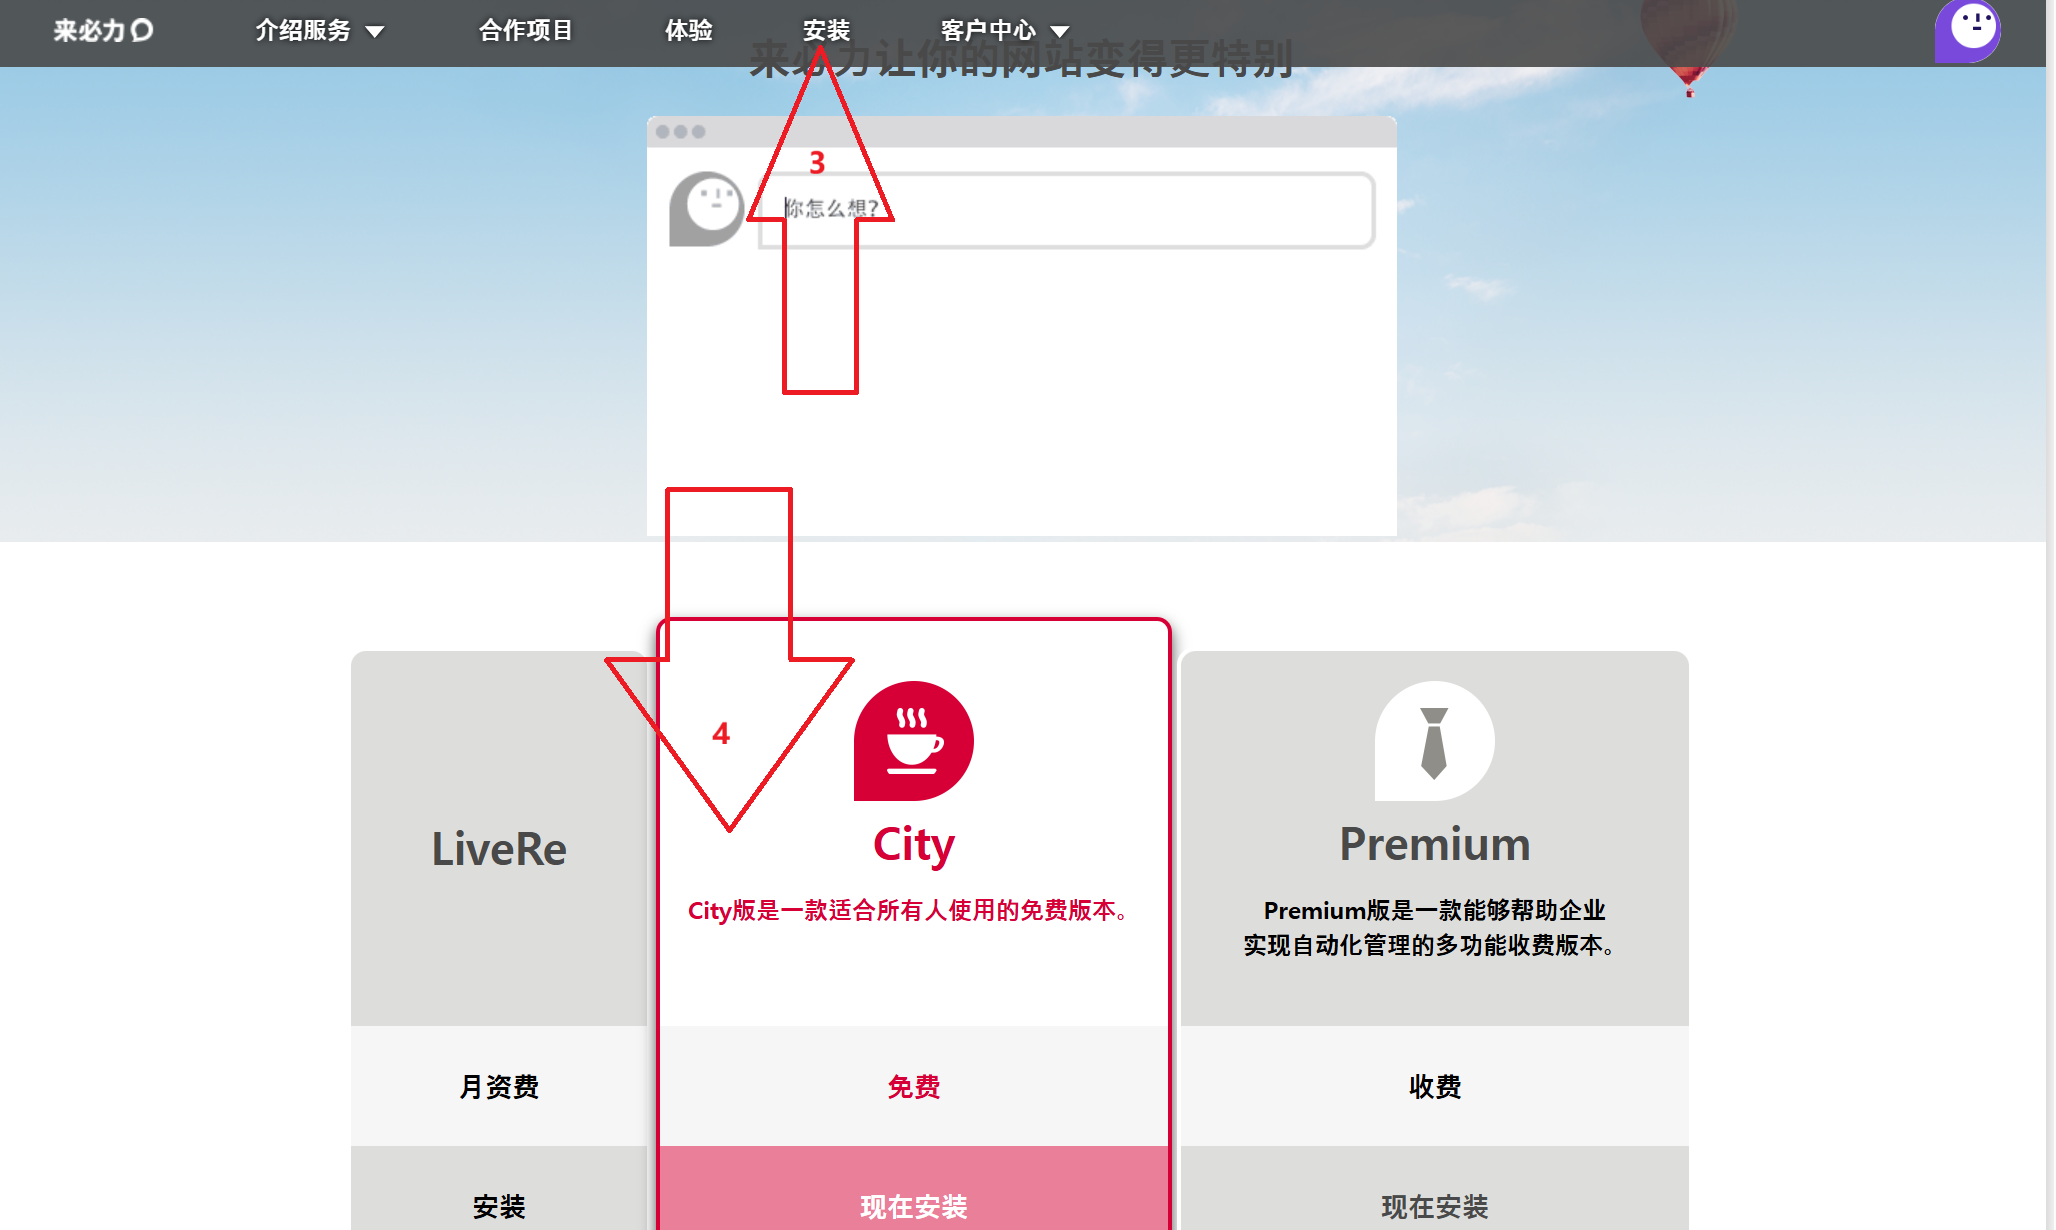 来必力
介绍服务
合作项目
体验
安装
客户中心
来必力让你的网站变得更特别
3
你怎么想?
4
LiveRe
City
City版是一款适合所有人使用的免费版本。
Premium
Premium版是一款能够帮助企业
实现自动化管理的多功能收费版本。
月资费
免费
收费
安装
现在安装
现在安装